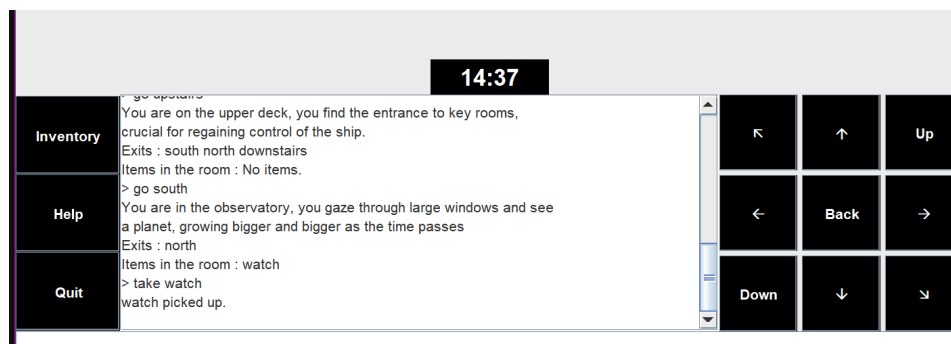 14:37
Inventory
Help
Quit
> go upstairs
You are on the upper deck, you find the entrance to key rooms,
crucial for regaining control of the ship.
Exits : south north downstairs
Items in the room : No items.
> go south
You are in the observatory, you gaze through large windows and see
a planet, growing bigger and bigger as the time passes
Exits : north
Items in the room : watch
> take watch
watch picked up.
↖ ↑ Up
← Back →
Down ↓ ↘